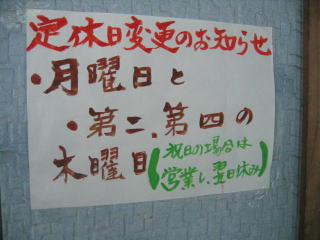 定休日変更のお知らせ
・月曜日と
・第二、第四の
木曜日(祝日の場合は
営業し、翌日休み)